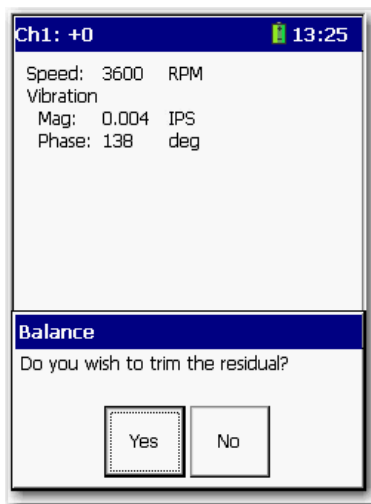 Ch1: +0 13:25
Speed: 3600 RPM
Vibration
Mag: 0.004 IPS
Phase: 138 deg
Balance
Do you wish to trim the residual?
Yes No